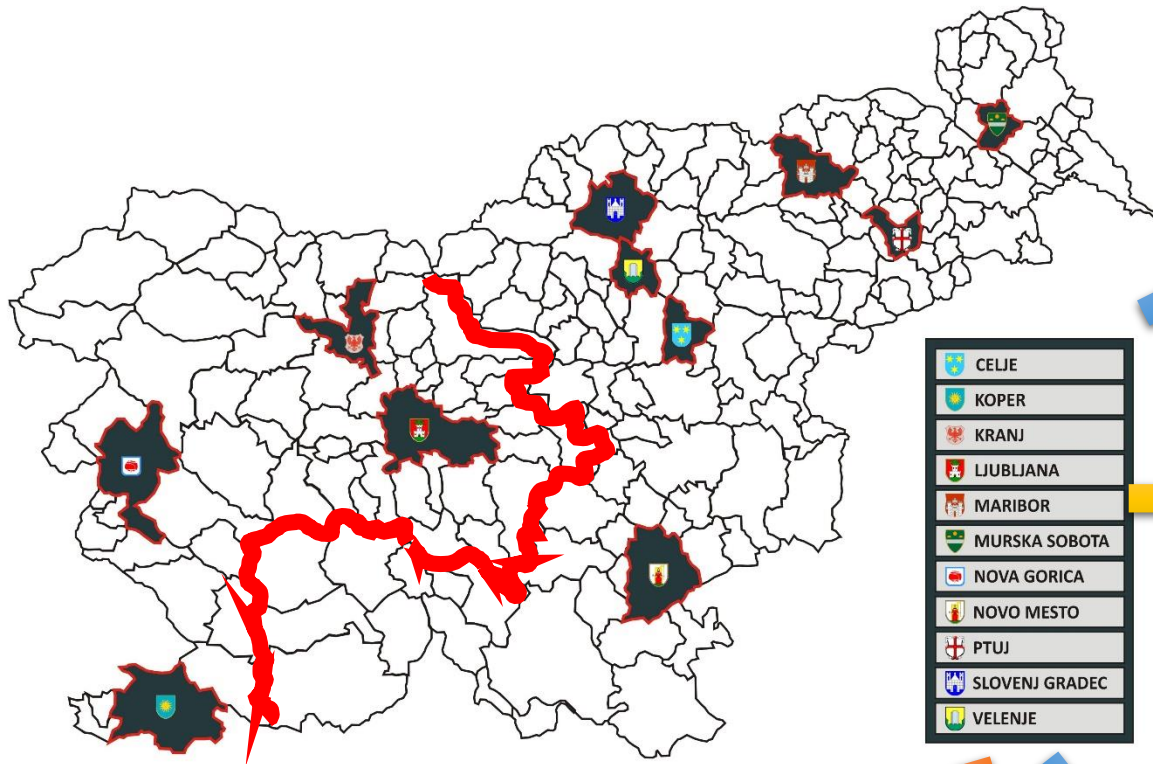 CELJE
KOPER
KRANJ
LJUBLJANA
MARIBOR
MURSKA SOBOTA
NOVA GORICA
NOVO MESTO
PTUJ
SLOVENJ GRADEC
VELENJE